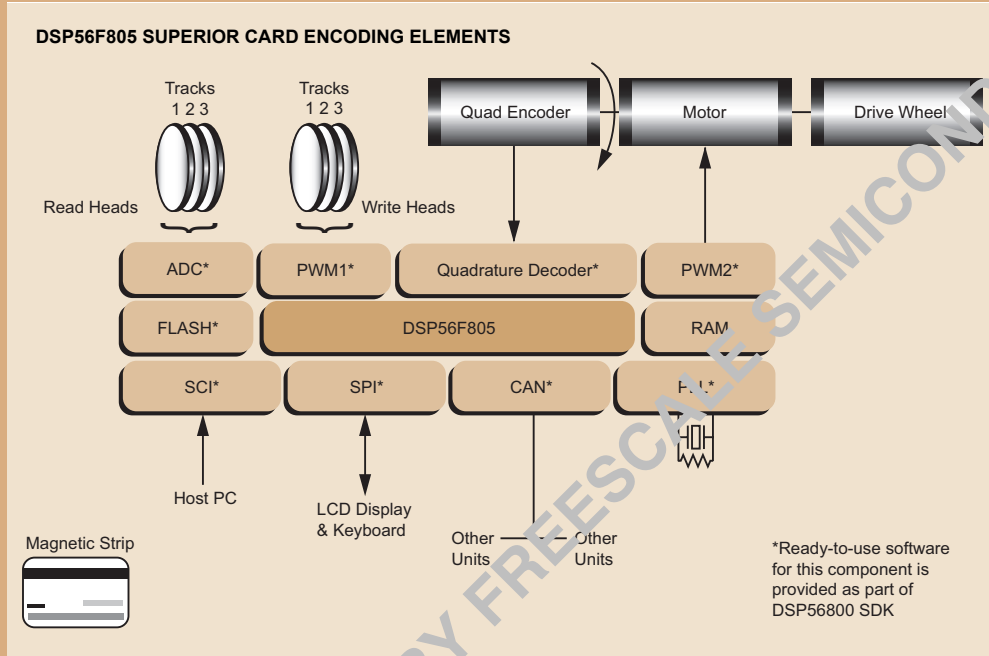 DSP56F805 SUPERIOR CARD ENCODING ELEMENTS
Tracks
1 2 3
Tracks
1 2 3
Quad Encoder
Motor
Drive Wheel
Read Heads
Write Heads
ADC*
PWM1*
Quadrature Decoder*
PWM2*
FLASH*
DSP56F805
RAM
SCI*
SPI*
CAN*
PLL*
Host PC
LCD Display
& Keyboard
Other
Units
Other
Units
Magnetic Strip
*Ready-to-use software
for this component is
provided as part of
DSP56800 SDK
BY FREESCALE SEMICOND